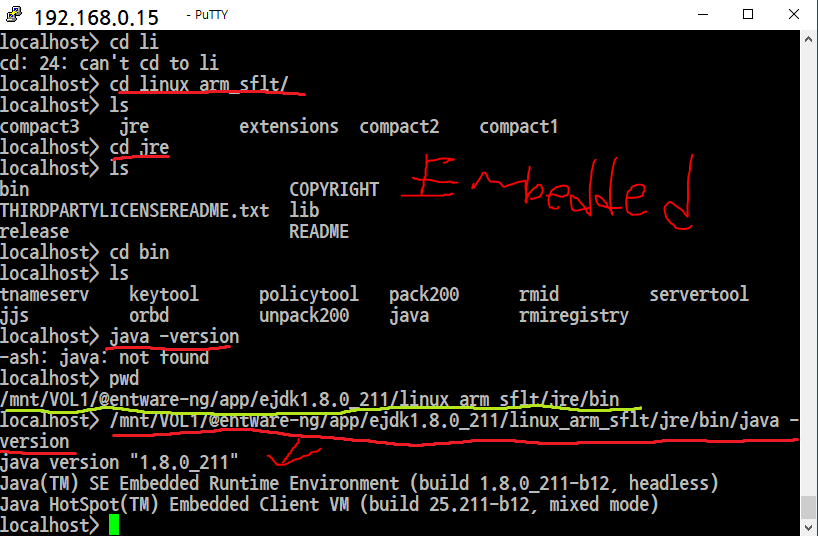 192.168.0.15 - PuTTY
localhost> cd li
cd: 24: can't cd to li
localhost> cd linux_arm_sflt/
localhost> ls
compact3 jre extensions compact2 compact1
localhost> cd jre
localhost> ls
Embedded
bin COPYRIGHT
THIRDPARTYLICENSEREADME.txt lib
release README
localhost> cd bin
localhost> ls
tnameserv keytool policytool pack200 rmid servertool
jjs orbd unpack200 java rmiregistry
localhost> java -version
-ash: java: not found
localhost> pwd
/mnt/VOL1/@entware-ng/app/ejdk1.8.0_211/linux_arm_sflt/jre/bin
localhost> /mnt/VOL1/@entware-ng/app/ejdk1.8.0_211/linux_arm_sflt/jre/bin/java -
version
java version "1.8.0_211"
Java(TM) SE Embedded Runtime Environment (build 1.8.0_211-b12, headless)
Java HotSpot(TM) Embedded Client VM (build 25.211-b12, mixed mode)
localhost>